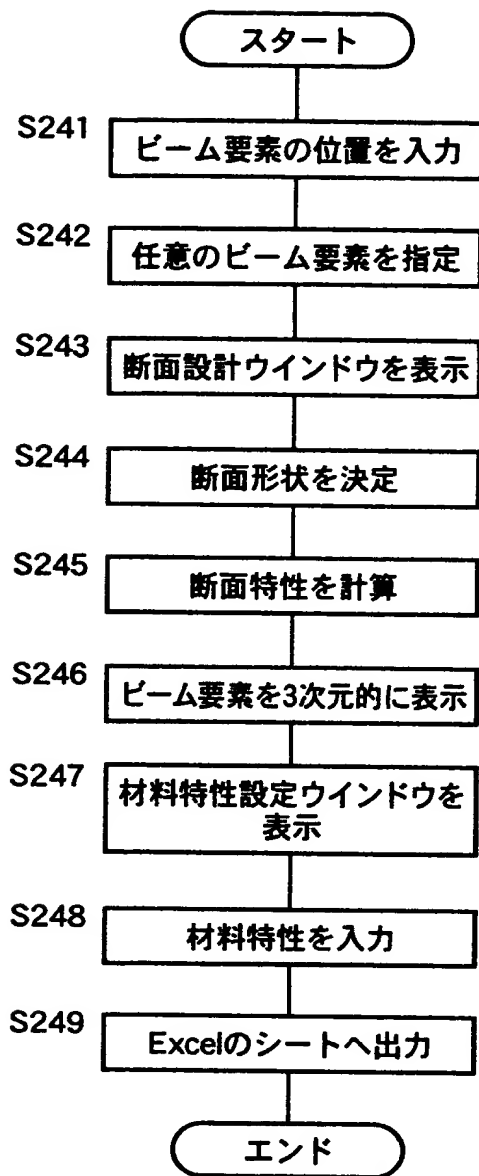 スタート
S241
ビーム要素の位置を入力
S242
任意のビーム要素を指定
S243
断面設計ウインドウを表示
S244
断面形状を決定
S245
断面特性を計算
S246
ビーム要素を3次元的に表示
S247
材料特性設定ウインドウを
表示
S248
材料特性を入力
S249
Excelのシートへ出力
エンド